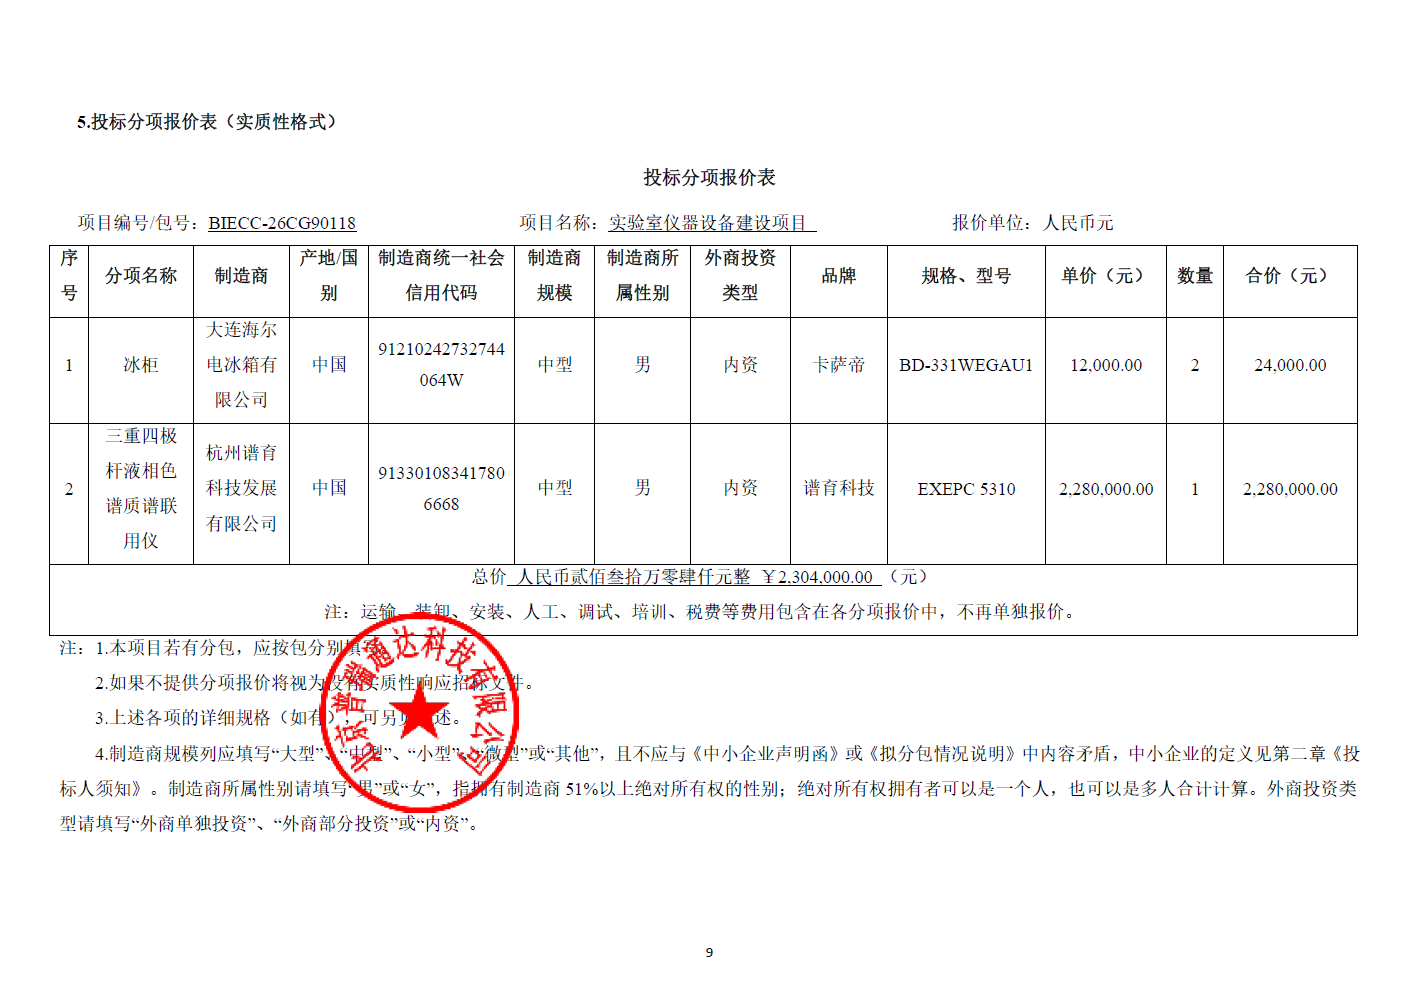 5.投标分项报价表（实质性格式）
投标分项报价表
项目编号/包号：BIECC-26CG90118 项目名称：实验室仪器设备建设项目 报价单位：人民币元
序号 分项名称 制造商 产地/国别 制造商统一社会信用代码 制造商规模 制造商所属性别 外商投资类型 品牌 规格、型号 单价（元） 数量 合价（元）
1 冰柜 大连海尔电冰箱有限公司 中国 91210242732744064W 中型 男 内资 卡萨帝 BD-331WEGAU1 12,000.00 2 24,000.00
2 三重四极杆液相色谱质谱联用仪 杭州谱育科技发展有限公司 中国 913301083417806668 中型 男 内资 谱育科技 EXEPC 5310 2,280,000.00 1 2,280,000.00
总价 人民币贰佰叁拾万零肆仟元整 ￥2,304,000.00 （元）
注：运输、装卸、安装、人工、调试、培训、税费等费用包含在各分项报价中，不再单独报价。
注：1.本项目若有分包，应按包分别填写。
2.如果不提供分项报价将视为没有实质性响应招标文件。
3.上述各项的详细规格（如有），可另页描述。
4.制造商规模列应填写“大型”、“中型”、“小型”、“微型”或“其他”，且不应与《中小企业声明函》或《拟分包情况说明》中内容矛盾，中小企业的定义见第二章《投
标人须知》。制造商所属性别请填写“男”或“女”，指拥有制造商 51%以上绝对所有权的性别；绝对所有权拥有者可以是一个人，也可以是多人合计计算。外商投资类
型请填写“外商单独投资”、“外商部分投资”或“内资”。
北京普瀚通达科技有限公司
9